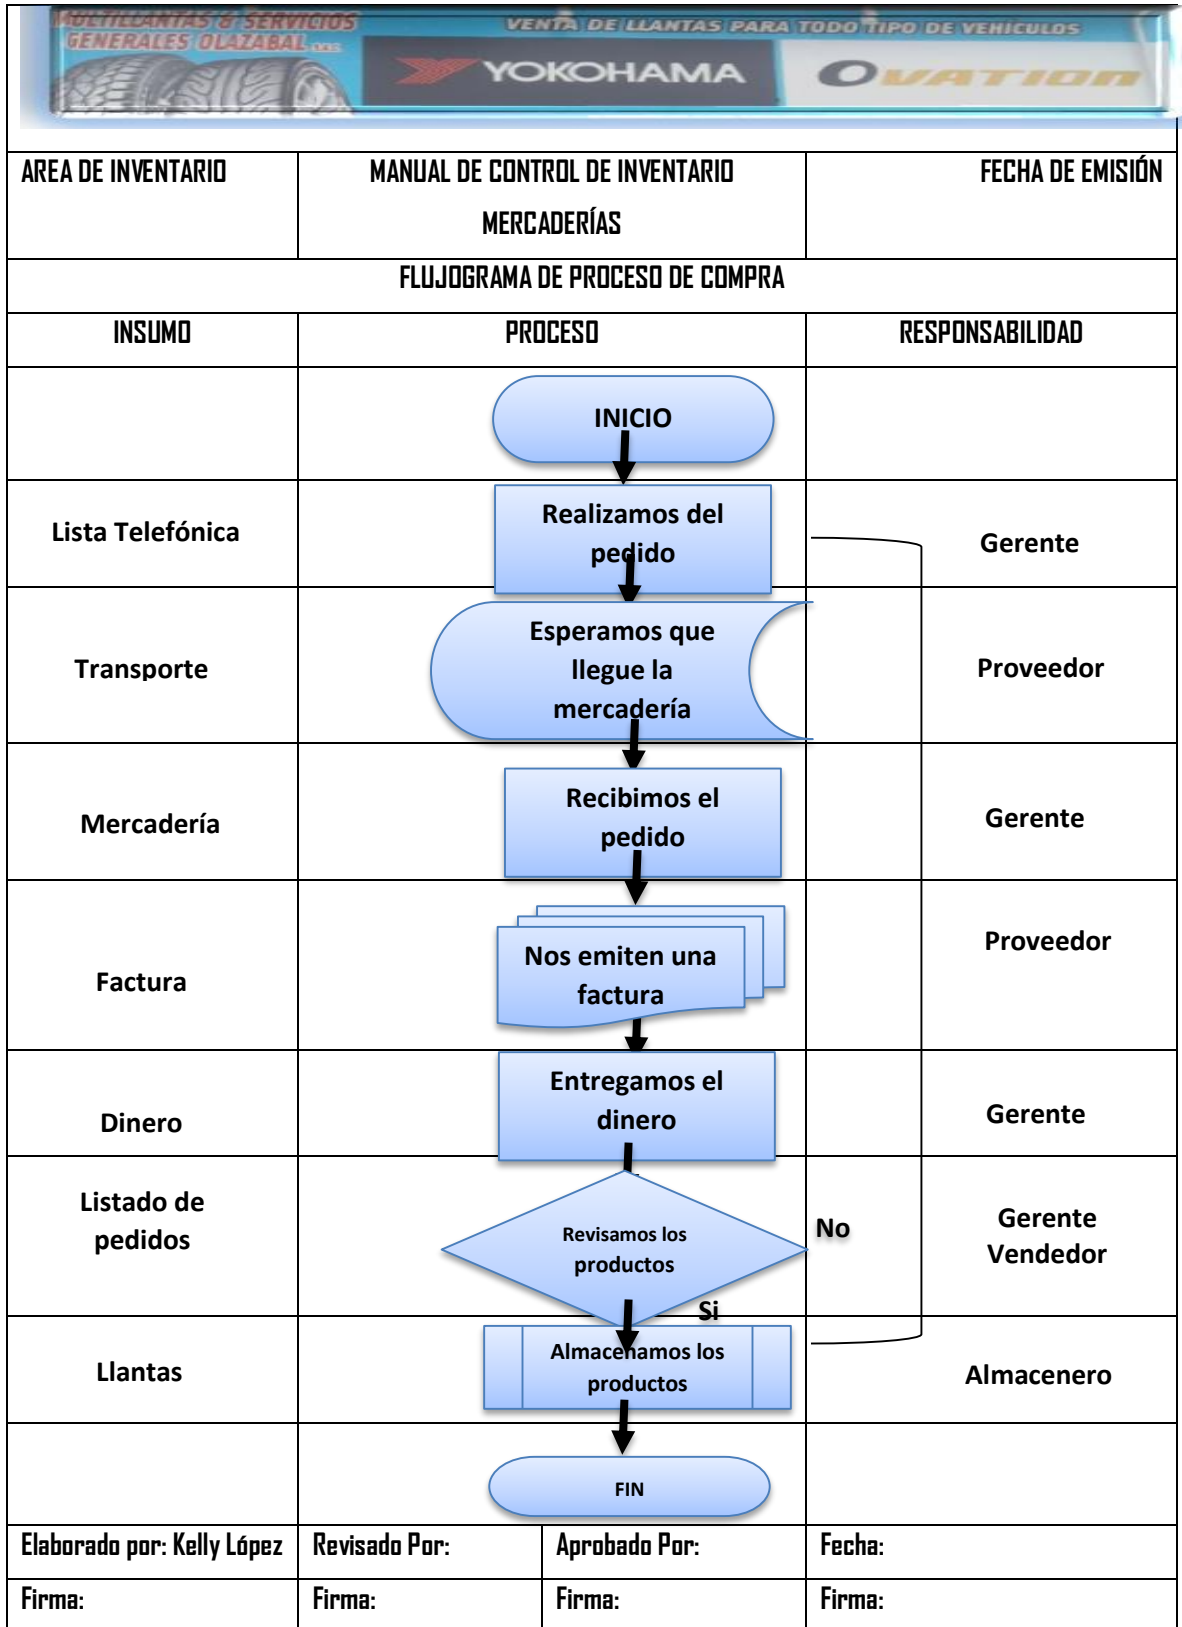 MULTILLANTAS & SERVICIOS
GENERALES OLAZABAL S.R.L.
VENTA DE LLANTAS PARA TODO TIPO DE VEHICULOS
YOKOHAMA
OVATION
AREA DE INVENTARIO
MANUAL DE CONTROL DE INVENTARIO
MERCADERÍAS
FECHA DE EMISIÓN
FLUJOGRAMA DE PROCESO DE COMPRA
INSUMO
PROCESO
RESPONSABILIDAD
INICIO
Lista Telefónica
Realizamos del
pedido
Gerente
Transporte
Esperamos que
llegue la
mercadería
Proveedor
Mercadería
Recibimos el
pedido
Gerente
Factura
Nos emiten una
factura
Proveedor
Dinero
Entregamos el
dinero
Gerente
Listado de
pedidos
Revisamos los
productos
No
Si
Gerente
Vendedor
Llantas
Almacenamos los
productos
Almacenero
FIN
Elaborado por: Kelly López
Revisado Por:
Aprobado Por:
Fecha:
Firma:
Firma:
Firma:
Firma: